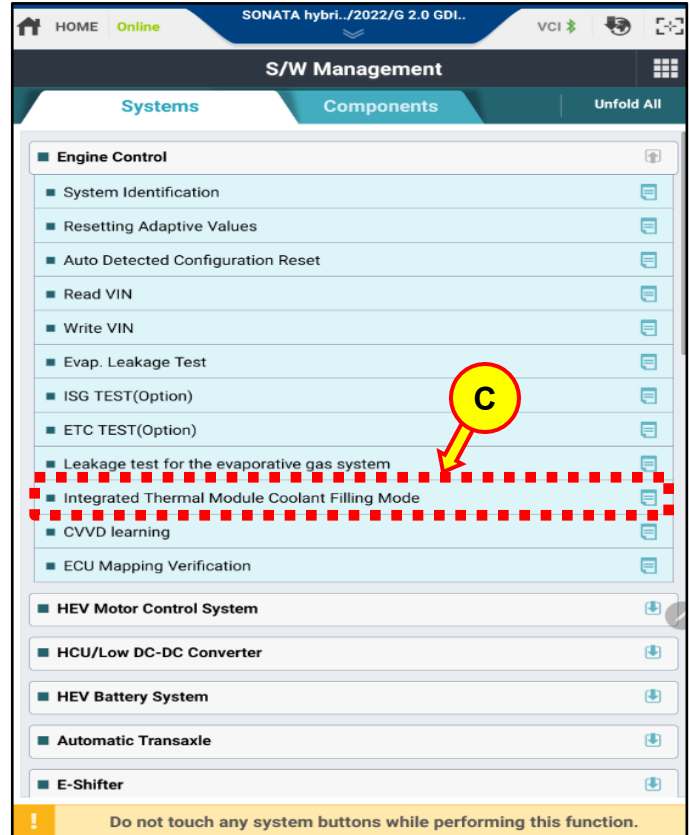 HOME Online SONATA hybri../2022/G 2.0 GDI.. VCI
S/W Management
Systems Components Unfold All
Engine Control
System Identification
Resetting Adaptive Values
Auto Detected Configuration Reset
Read VIN
Write VIN
Evap. Leakage Test
ISG TEST(Option)
C
ETC TEST(Option)
Leakage test for the evaporative gas system
Integrated Thermal Module Coolant Filling Mode
CVVD learning
ECU Mapping Verification
HEV Motor Control System
HCU/Low DC-DC Converter
HEV Battery System
Automatic Transaxle
E-Shifter
! Do not touch any system buttons while performing this function.